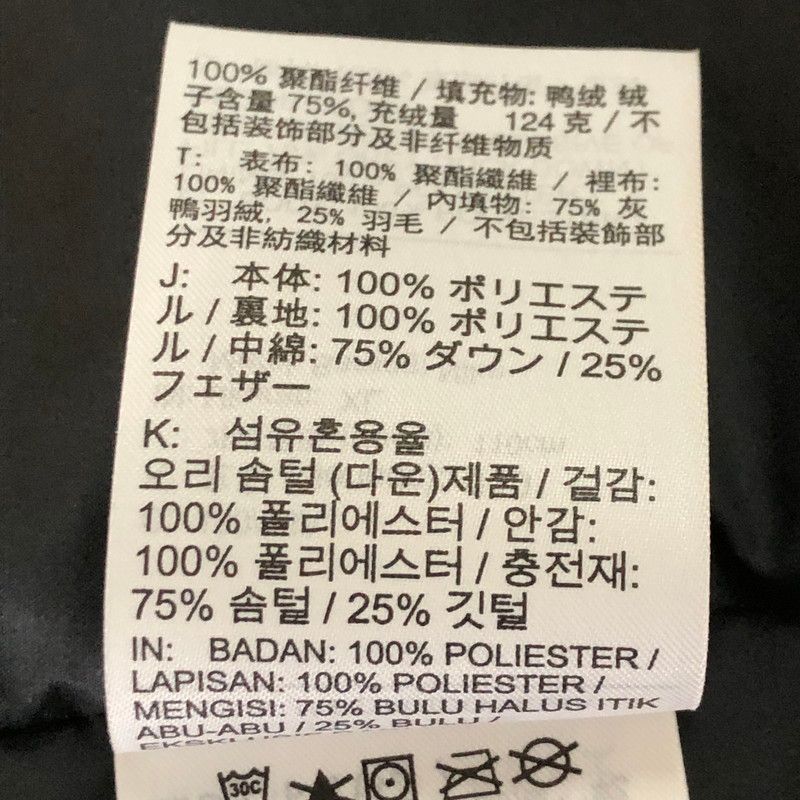 100% 聚酯纤维 / 填充物: 鸭绒 绒
子含量 75%, 充绒量 124 克 / 不
包括装饰部分及非纤维物质
T: 表布: 100% 聚酯纖維 / 裡布:
100% 聚酯纖維 / 內填物: 75% 灰
鴨羽絨, 25% 羽毛 / 不包括裝飾部
分及非紡織材料
J: 本体: 100% ポリエステ
ル / 裏地: 100% ポリエステ
ル / 中綿: 75% ダウン / 25%
フェザー
K: 섬유혼용율
오리 솜털 (다운)제품 / 겉감:
100% 폴리에스터 / 안감:
100% 폴리에스터 / 충전재:
75% 솜털 / 25% 깃털
IN: BADAN: 100% POLIESTER /
LAPISAN: 100% POLIESTER /
MENGISI: 75% BULU HALUS ITIK
ABU-ABU / 25% BULU /
30C